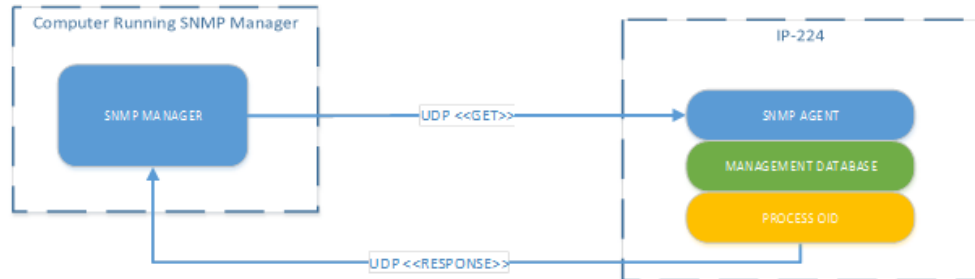 Computer Running SNMP Manager
IP-224
SNMP MANAGER
UDP <<GET>>
SNMP AGENT
MANAGEMENT DATABASE
PROCESS OID
UDP <<RESPONSE>>